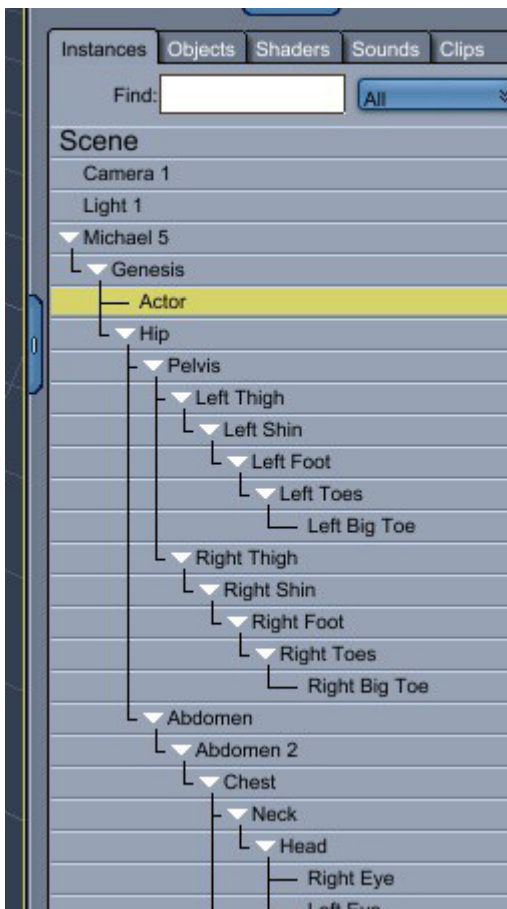 Instances Objects Shaders Sounds Clips
Find: All
Scene
Camera 1
Light 1
Michael 5
Genesis
Actor
Hip
Pelvis
Left Thigh
Left Shin
Left Foot
Left Toes
Left Big Toe
Right Thigh
Right Shin
Right Foot
Right Toes
Right Big Toe
Abdomen
Abdomen 2
Chest
Neck
Head
Right Eye
Left Eye